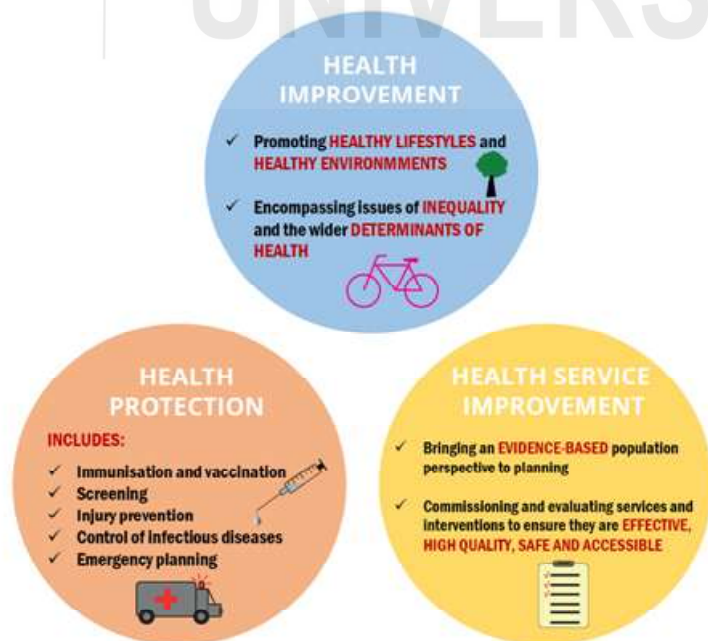 UNIVERS
HEALTH
IMPROVEMENT
✓ Promoting HEALTHY LIFESTYLES and
HEALTHY ENVIRONMMENTS
✓ Encompassing issues of INEQUALITY
and the wider DETERMINANTS OF
HEALTH
HEALTH
PROTECTION
INCLUDES:
✓ Immunisation and vaccination
✓ Screening
✓ Injury prevention
✓ Control of infectious diseases
✓ Emergency planning
HEALTH SERVICE
IMPROVEMENT
✓ Bringing an EVIDENCE-BASED population
perspective to planning
✓ Commissioning and evaluating services and
interventions to ensure they are EFFECTIVE,
HIGH QUALITY, SAFE AND ACCESSIBLE